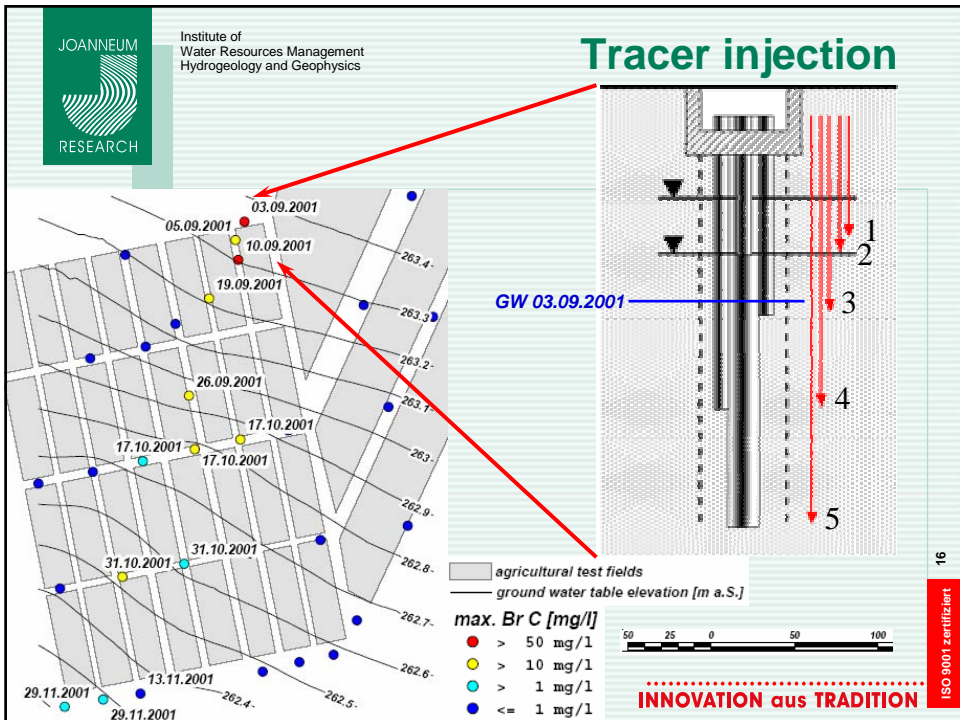 JOANNEUM
RESEARCH
Institute of
Water Resources Management
Hydrogeology and Geophysics
Tracer injection
03.09.2001
05.09.2001
10.09.2001
19.09.2001
26.09.2001
17.10.2001
17.10.2001
31.10.2001
31.10.2001
13.11.2001
29.11.2001
29.11.2001
263.4
263.3
263.2
263.1
263
262.9
262.8
262.7
262.6
262.5
262.4
GW 03.09.2001
1
2
3
4
5
agricultural test fields
ground water table elevation [m a.S.]
max. Br C [mg/l]
> 50 mg/l
> 10 mg/l
> 1 mg/l
<= 1 mg/l
50 25 0 50 100
16
ISO 9001 zertifiziert
INNOVATION aus TRADITION